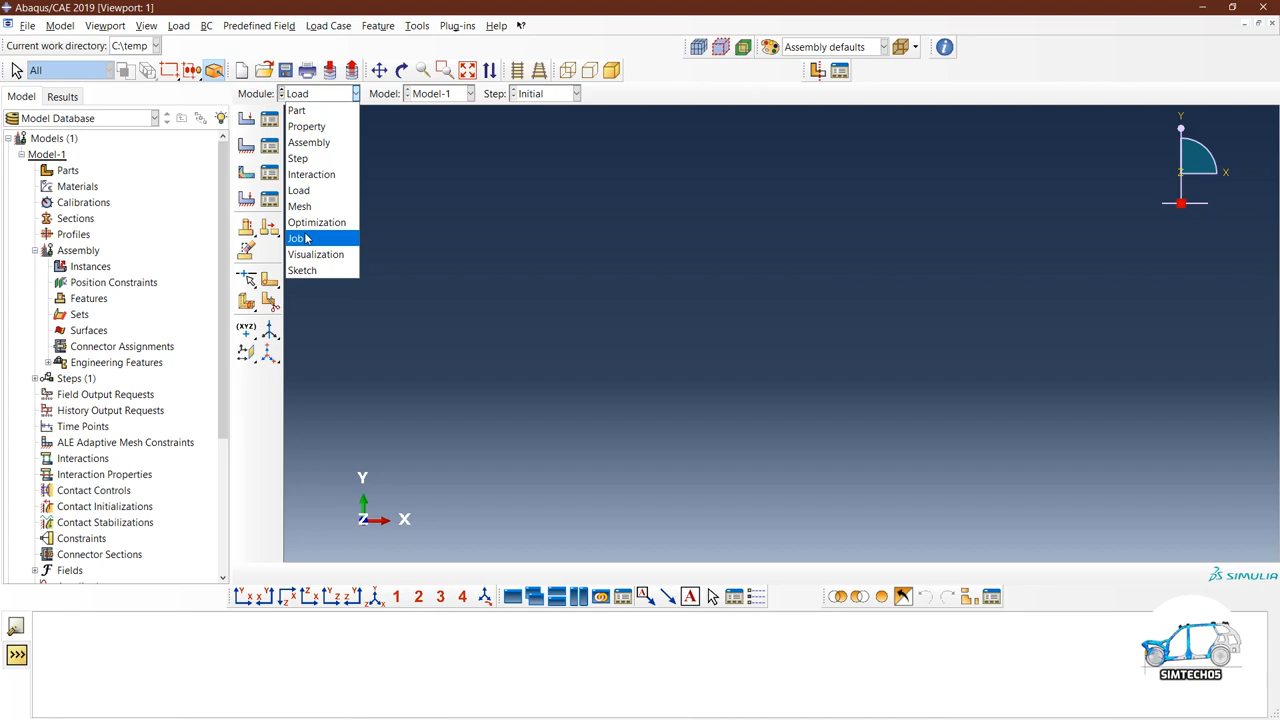 Abaqus/CAE 2019 [Viewport: 1]
File Model Viewport View Load BC Predefined Field Load Case Feature Tools Plug-ins Help
Current work directory: C:\temp
Assembly defaults
All
Model Results
Module: Load Model: Model-1 Step: Initial
Model Database
Models (1)
Model-1
Parts
Materials
Calibrations
Sections
Profiles
Assembly
Instances
Position Constraints
Features
Sets
Surfaces
Connector Assignments
Engineering Features
Steps (1)
Field Output Requests
History Output Requests
Time Points
ALE Adaptive Mesh Constraints
Interactions
Interaction Properties
Contact Controls
Contact Initializations
Contact Stabilizations
Constraints
Connector Sections
Fields
Part
Property
Assembly
Step
Interaction
Load
Mesh
Optimization
Job
Visualization
Sketch
(XYZ)
Y
Z
X
Y
Z
X
SIMULIA
1 2 3 4
A
A
>>>
SIMTECH05